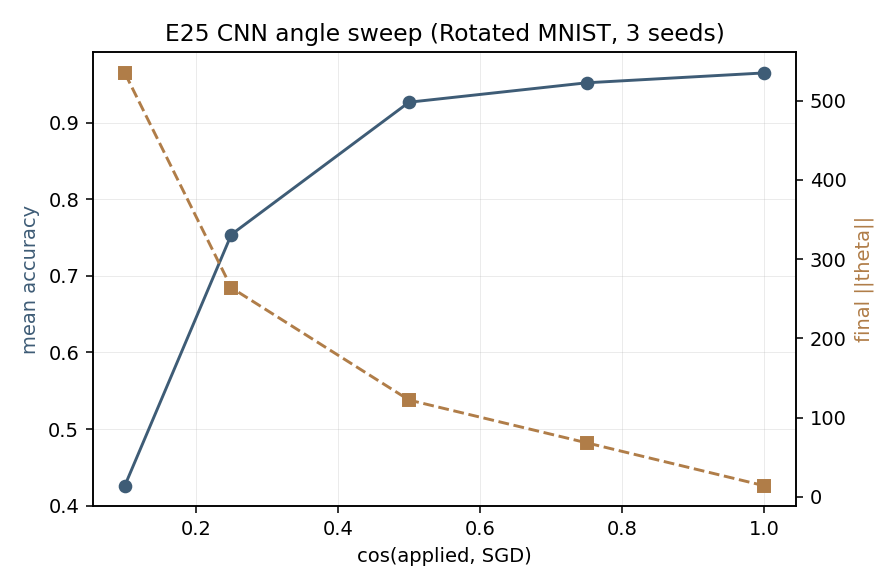 E25 CNN angle sweep (Rotated MNIST, 3 seeds)
mean accuracy
0.9
0.8
0.7
0.6
0.5
0.4
500
400
300
200
100
0
final ||theta||
0.2 0.4 0.6 0.8 1.0
cos(applied, SGD)